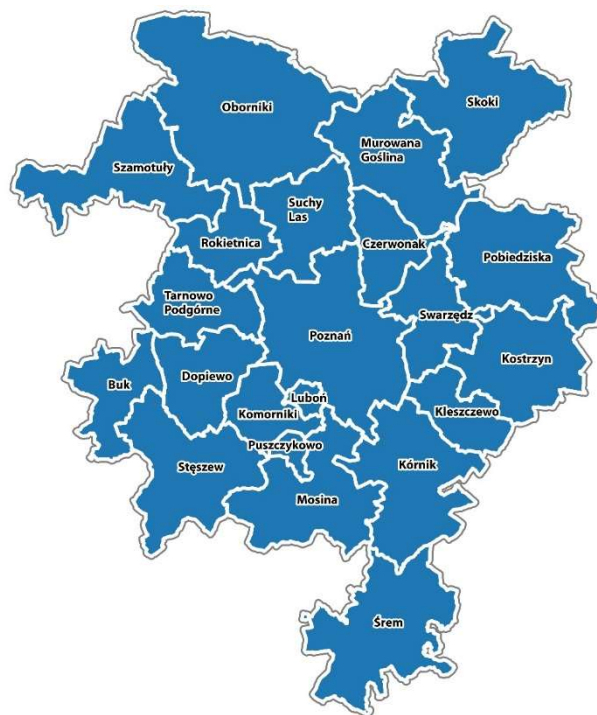 Skoki
Oborniki
Murowana
Goślina
Szamotuły
Suchy
Las
Rokietnica
Czerwonak
Pobiedziska
Tarnowo
Podgórne
Swarzędz
Poznań
Kostrzyn
Buk
Dopiewo
Luboń
Komorniki
Kleszczewo
Puszczykowo
Stęszew
Kórnik
Mosina
Śrem